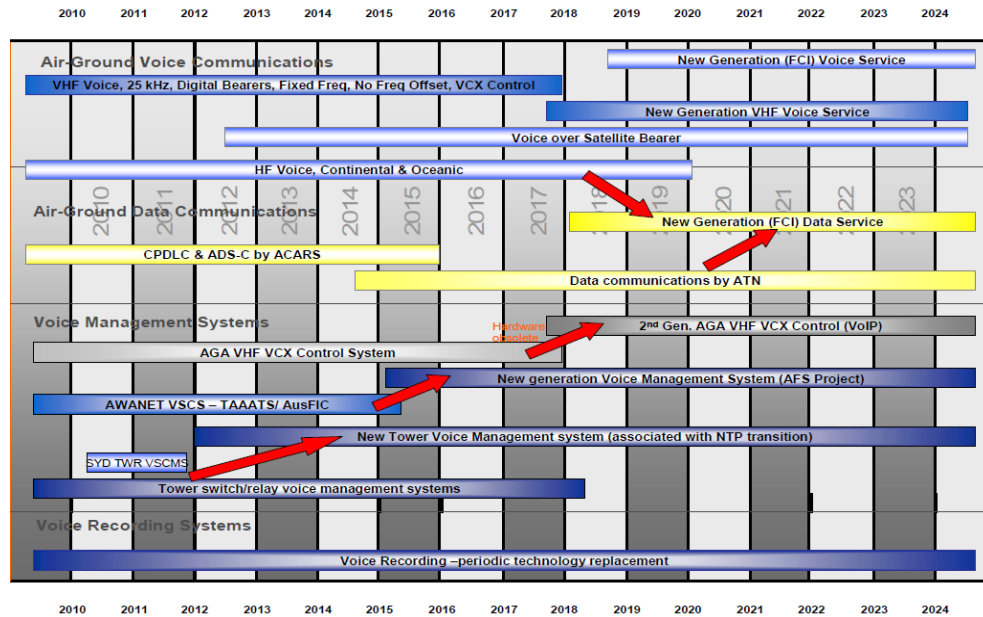 2010 2011 2012 2013 2014 2015 2016 2017 2018 2019 2020 2021 2022 2023 2024
Air-Ground Voice Communications
New Generation (FCI) Voice Service
VHF Voice, 25 kHz, Digital Bearers, Fixed Freq, No Freq Offset, VCX Control
New Generation VHF Voice Service
Voice over Satellite Bearer
HF Voice, Continental & Oceanic
2010 2011 2012 2013 2014 2015 2016 2017 2018 2019 2020 2021 2022 2023
Air-Ground Data Communications
New Generation (FCI) Data Service
CPDLC & ADS-C by ACARS
Data communications by ATN
Voice Management Systems
Hardware
obsolete
2nd Gen. AGA VHF VCX Control (VoIP)
AGA VHF VCX Control System
New generation Voice Management System (AFS Project)
AWANET VSCS – TAAATS/ AusFIC
New Tower Voice Management system (associated with NTP transition)
SYD TWR VSCMS
Tower switch/relay voice management systems
Voice Recording Systems
Voice Recording –periodic technology replacement
2010 2011 2012 2013 2014 2015 2016 2017 2018 2019 2020 2021 2022 2023 2024